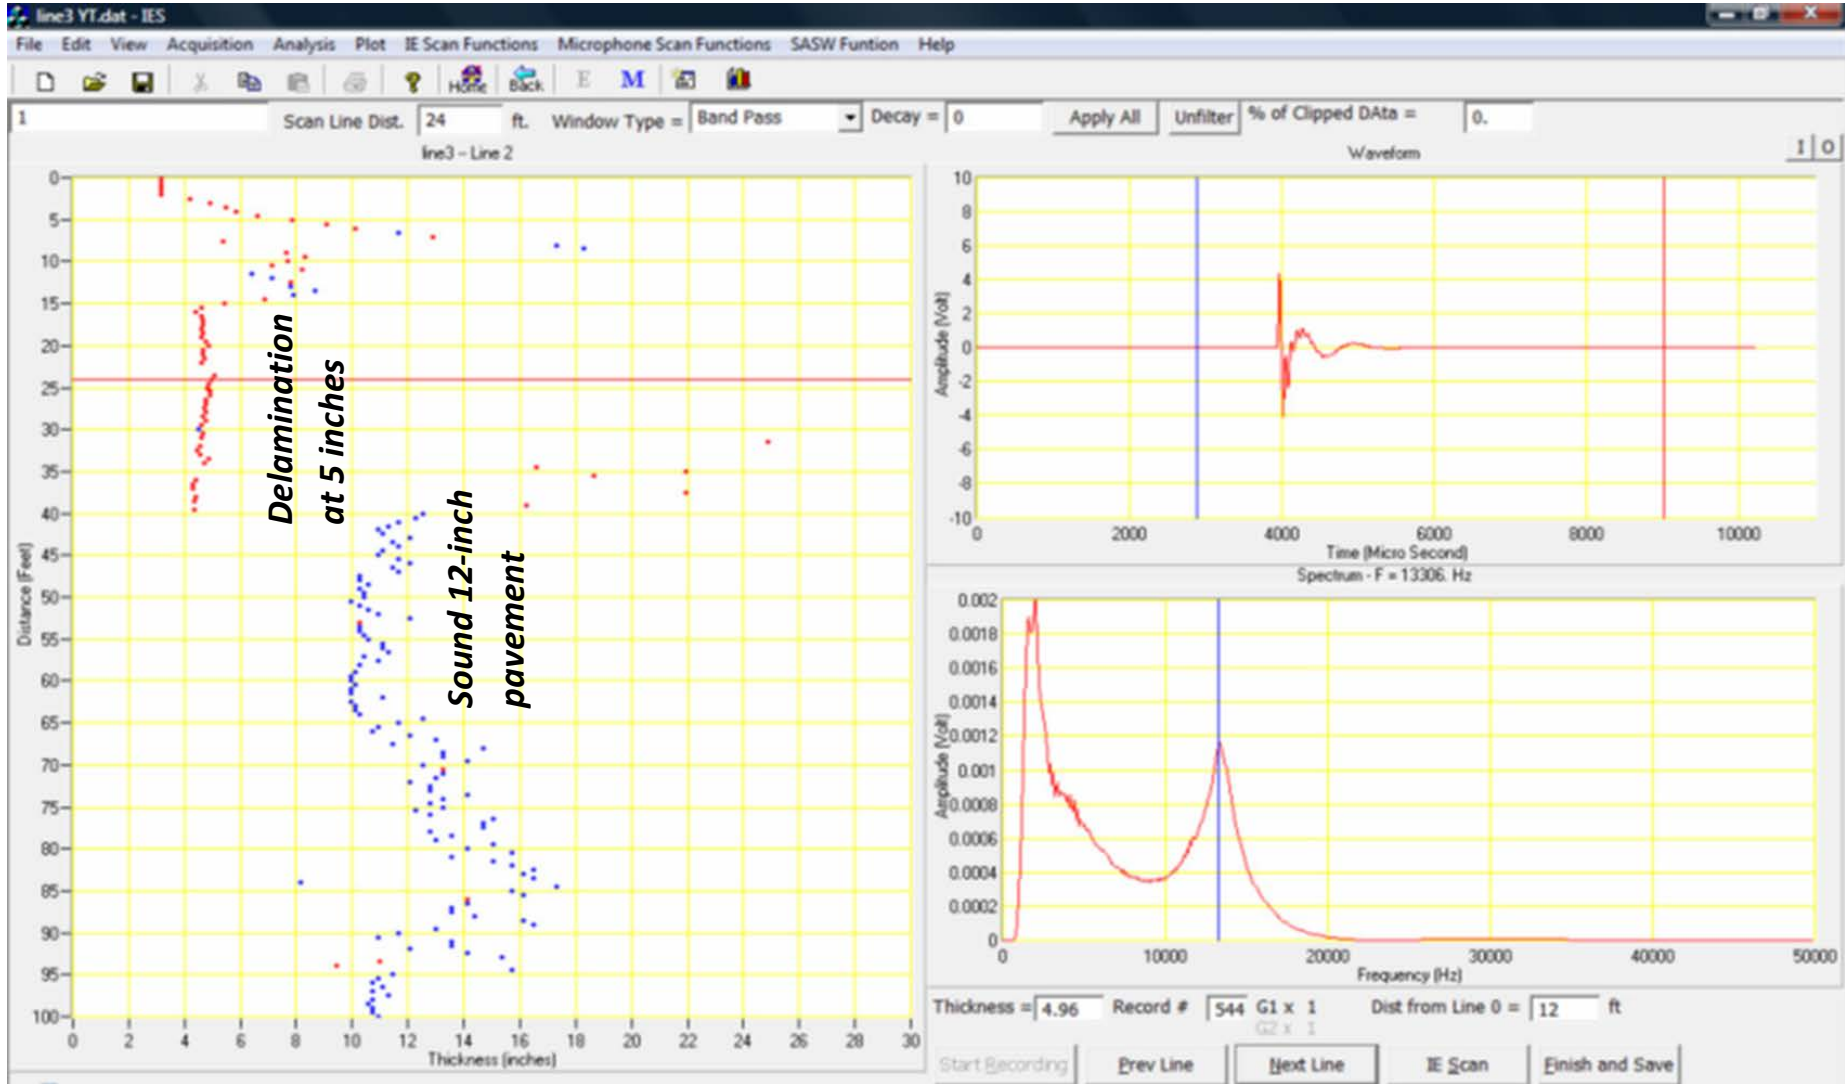 line3 YT.dat - IES
File Edit View Acquisition Analysis Plot IE Scan Functions Microphone Scan Functions SASW Funtion Help
Home Back E M
1 Scan Line Dist. 24 ft. Window Type = Band Pass Decay = 0 Apply All Unfilter % of Clipped DAta = 0.
line3 - Line 2
0
5
10
15
20
25
30
35
40
45
50
55
60
65
70
75
80
85
90
95
100
Distance (Feet)
0 2 4 6 8 10 12 14 16 18 20 22 24 26 28 30
Thickness (inches)
Delamination
at 5 inches
Sound 12-inch
pavement
Waveform
I O
10
8
6
4
2
0
-2
-4
-6
-8
-10
Amplitude (Volt)
0 2000 4000 6000 8000 10000
Time (Micro Second)
Spectrum - F = 13306. Hz
0.002
0.0018
0.0016
0.0014
0.0012
0.001
0.0008
0.0006
0.0004
0.0002
0
Amplitude (Volt)
0 10000 20000 30000 40000 50000
Frequency (Hz)
Thickness = 4.96 Record # 544 G1 x 1 Dist from Line 0 = 12 ft
G2 x 1
Start Recording Prev Line Next Line IE Scan Finish and Save